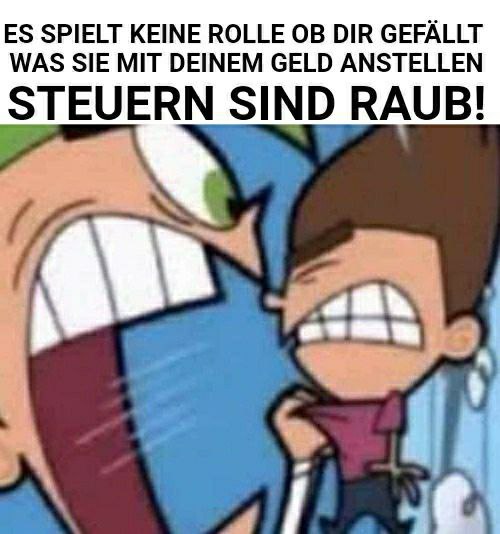 ES SPIELT KEINE ROLLE OB DIR GEFÄLLT
WAS SIE MIT DEINEM GELD ANSTELLEN
STEUERN SIND RAUB!